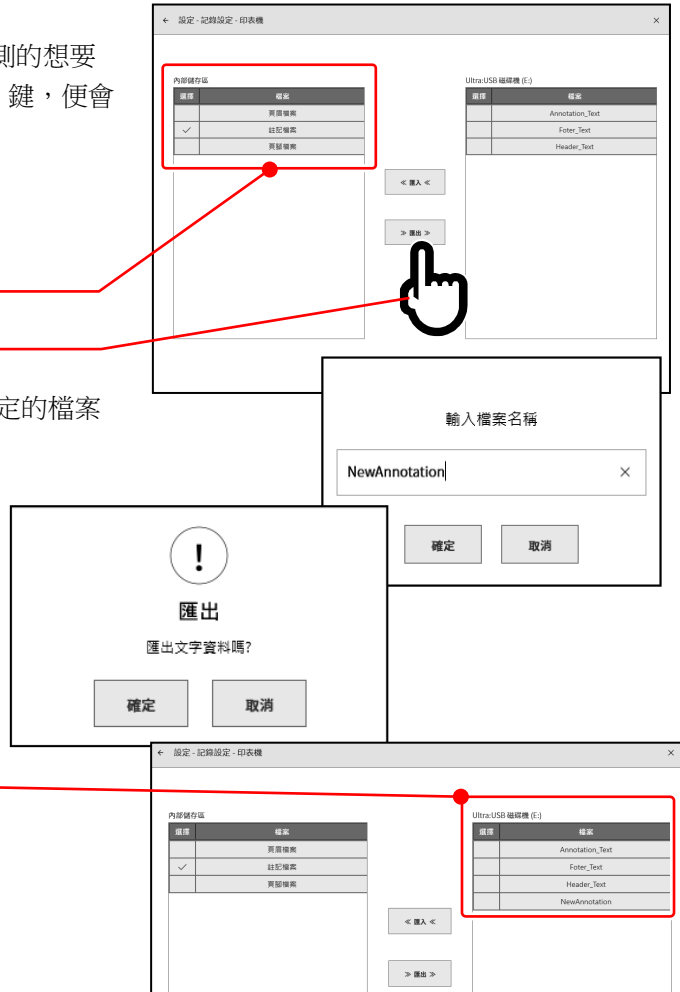 側的想要
鍵，便會
定的檔案
← 設定 - 記錄設定 - 印表機 ×
內部儲存區
選擇 檔案
頁眉檔案
✓ 註記檔案
頁腳檔案
Ultra:USB 磁碟機 (E:)
選擇 檔案
Annotation_Text
Foter_Text
Header_Text
≪ 匯入 ≪
≫ 匯出 ≫
輸入檔案名稱
NewAnnotation ×
確定 取消
!
匯出
匯出文字資料嗎?
確定 取消
← 設定 - 記錄設定 - 印表機 ×
內部儲存區
選擇 檔案
頁眉檔案
✓ 註記檔案
頁腳檔案
Ultra:USB 磁碟機 (E:)
選擇 檔案
Annotation_Text
Foter_Text
Header_Text
NewAnnotation
≪ 匯入 ≪
≫ 匯出 ≫